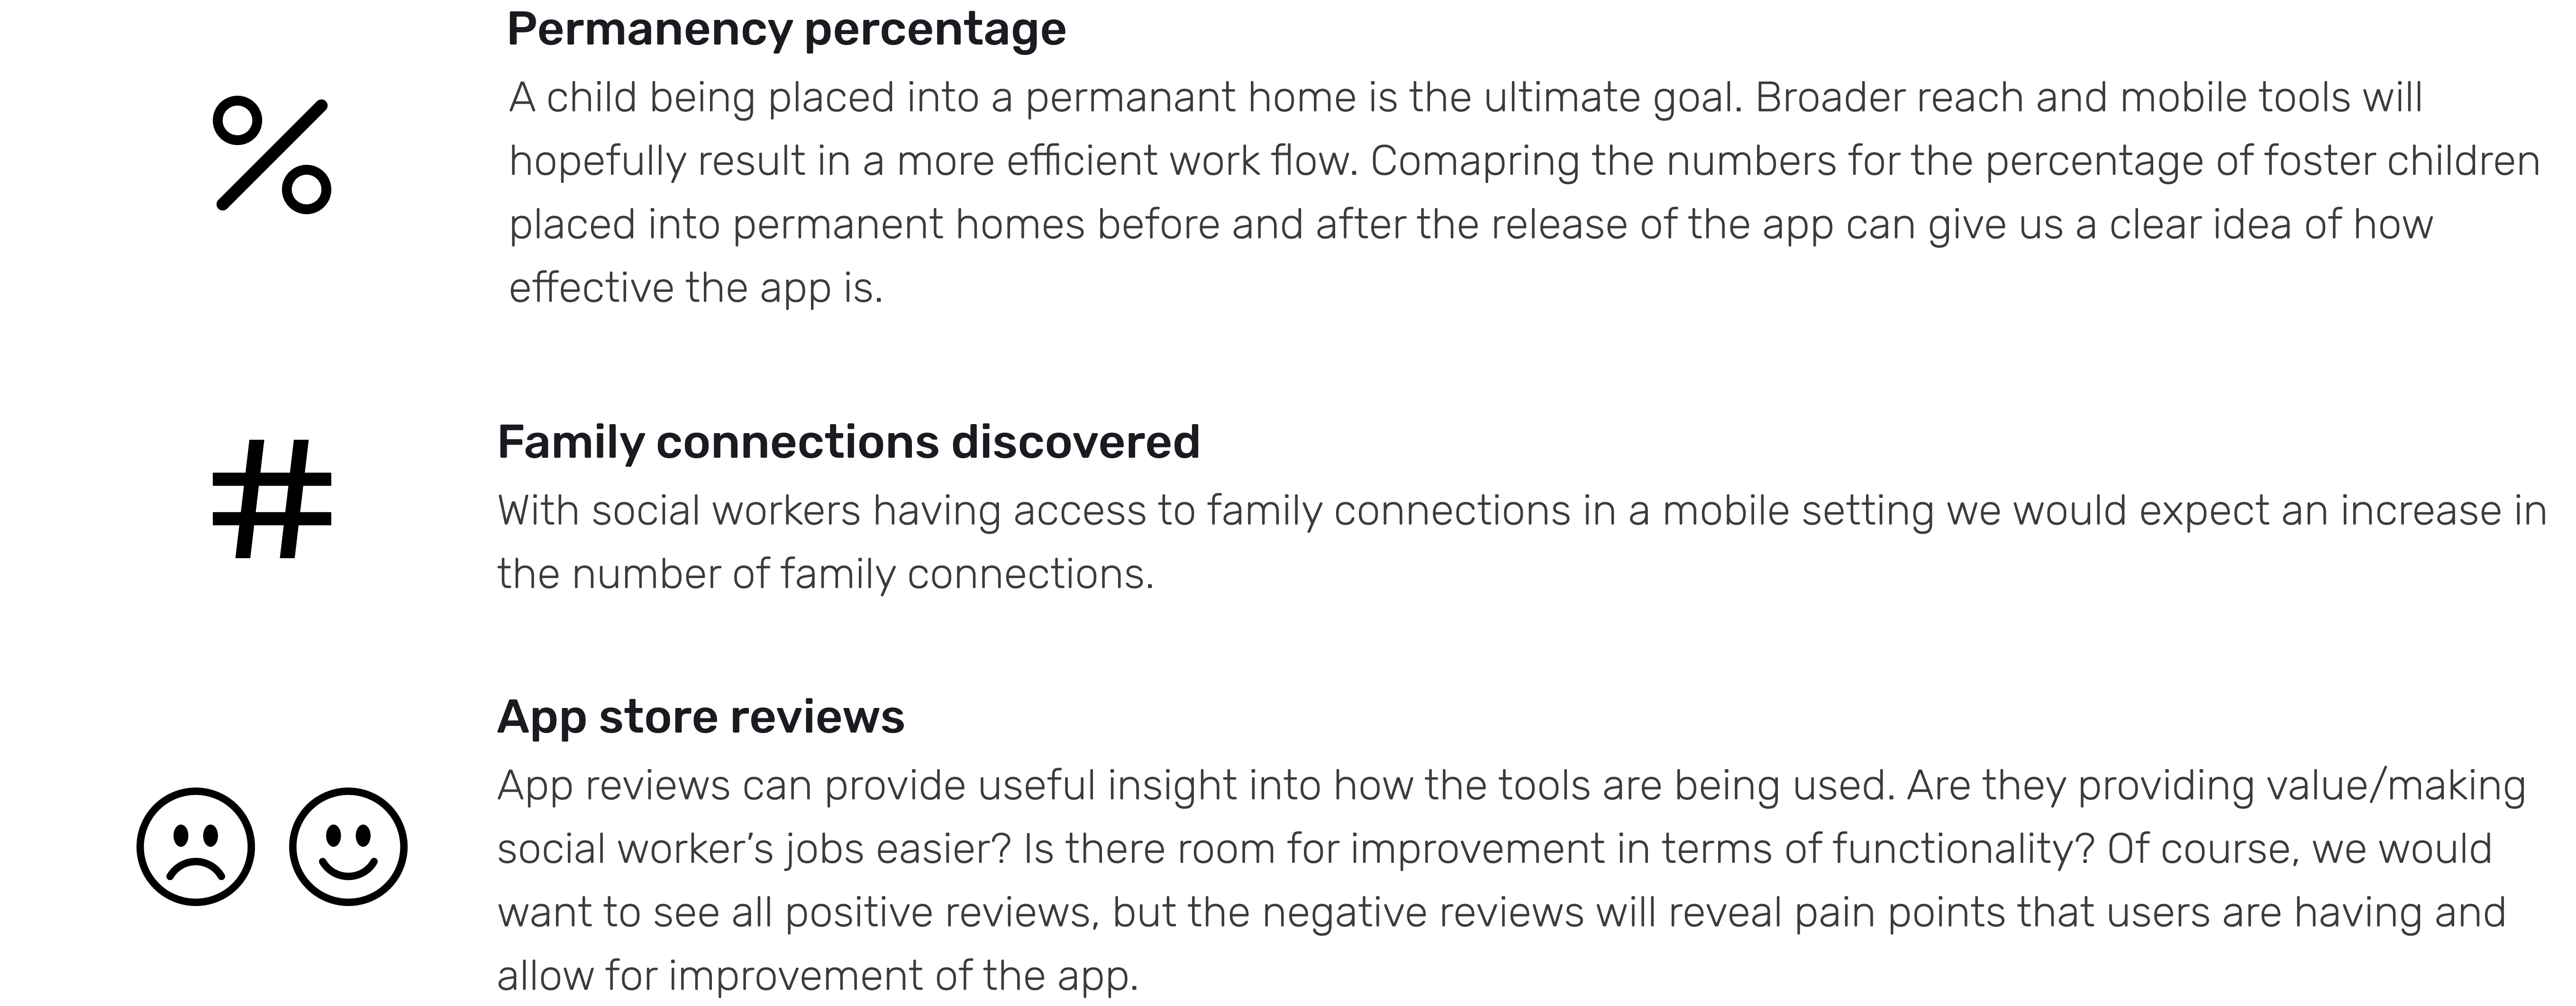 Permanency percentage
A child being placed into a permanant home is the ultimate goal. Broader reach and mobile tools will
hopefully result in a more efficient work flow. Comapring the numbers for the percentage of foster children
placed into permanent homes before and after the release of the app can give us a clear idea of how
effective the app is.
%
#
Family connections discovered
With social workers having access to family connections in a mobile setting we would expect an increase in
the number of family connections.
App store reviews
App reviews can provide useful insight into how the tools are being used. Are they providing value/making
social worker’s jobs easier? Is there room for improvement in terms of functionality? Of course, we would
want to see all positive reviews, but the negative reviews will reveal pain points that users are having and
allow for improvement of the app.